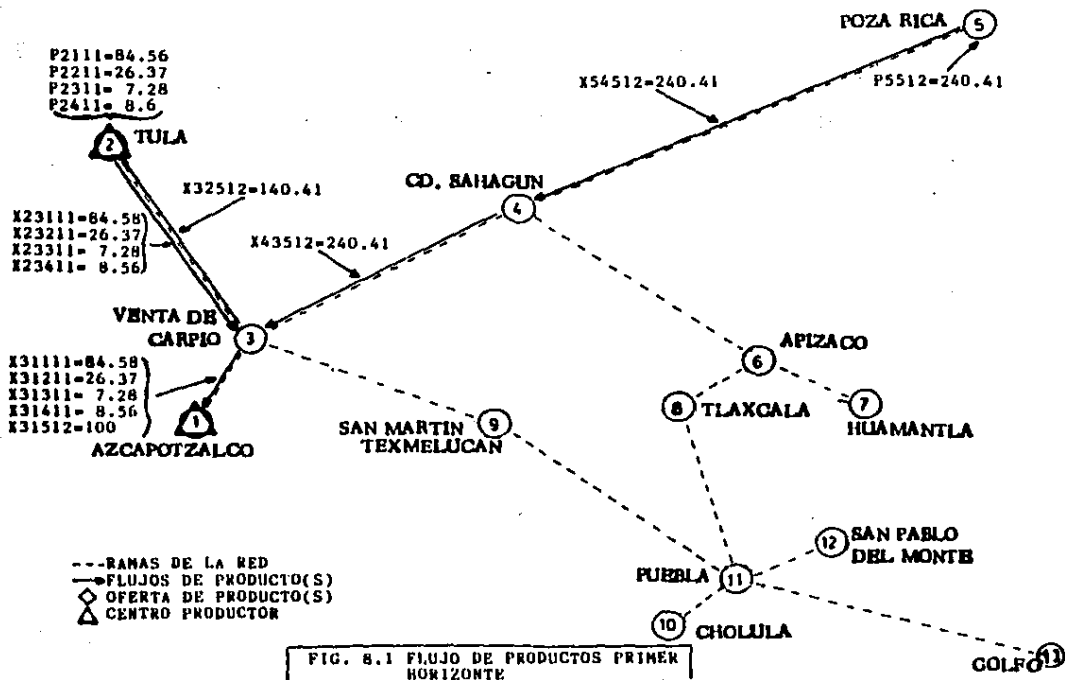 POZA RICA 5
P2111=84.56
P2211=26.37
P2311= 7.28
P2411= 8.6
X54512=240.41
P5512=240.41
2 TULA
CD. SAHAGUN
4
X32512=140.41
X23111=84.58
X23211=26.37
X23311= 7.28
X23411= 8.56
X43512=240.41
VENTA DE
CARPIO 3
APIZACO
6
X31111=84.58
X31211=26.37
X31311= 7.28
X31411= 8.56
X31512=100
1
AZCAPOTZALCO
8 TLAXCALA
7
HUAMANTLA
SAN MARTIN
TEXMELUCAN
9
12 SAN PABLO
DEL MONTE
PUEBLA 11
10 CHOLULA
GOLFO 13
---RAMAS DE LA RED
FLUJOS DE PRODUCTO(S)
OFERTA DE PRODUCTO(S)
CENTRO PRODUCTOR
FIG. 8.1 FLUJO DE PRODUCTOS PRIMER
HORIZONTE